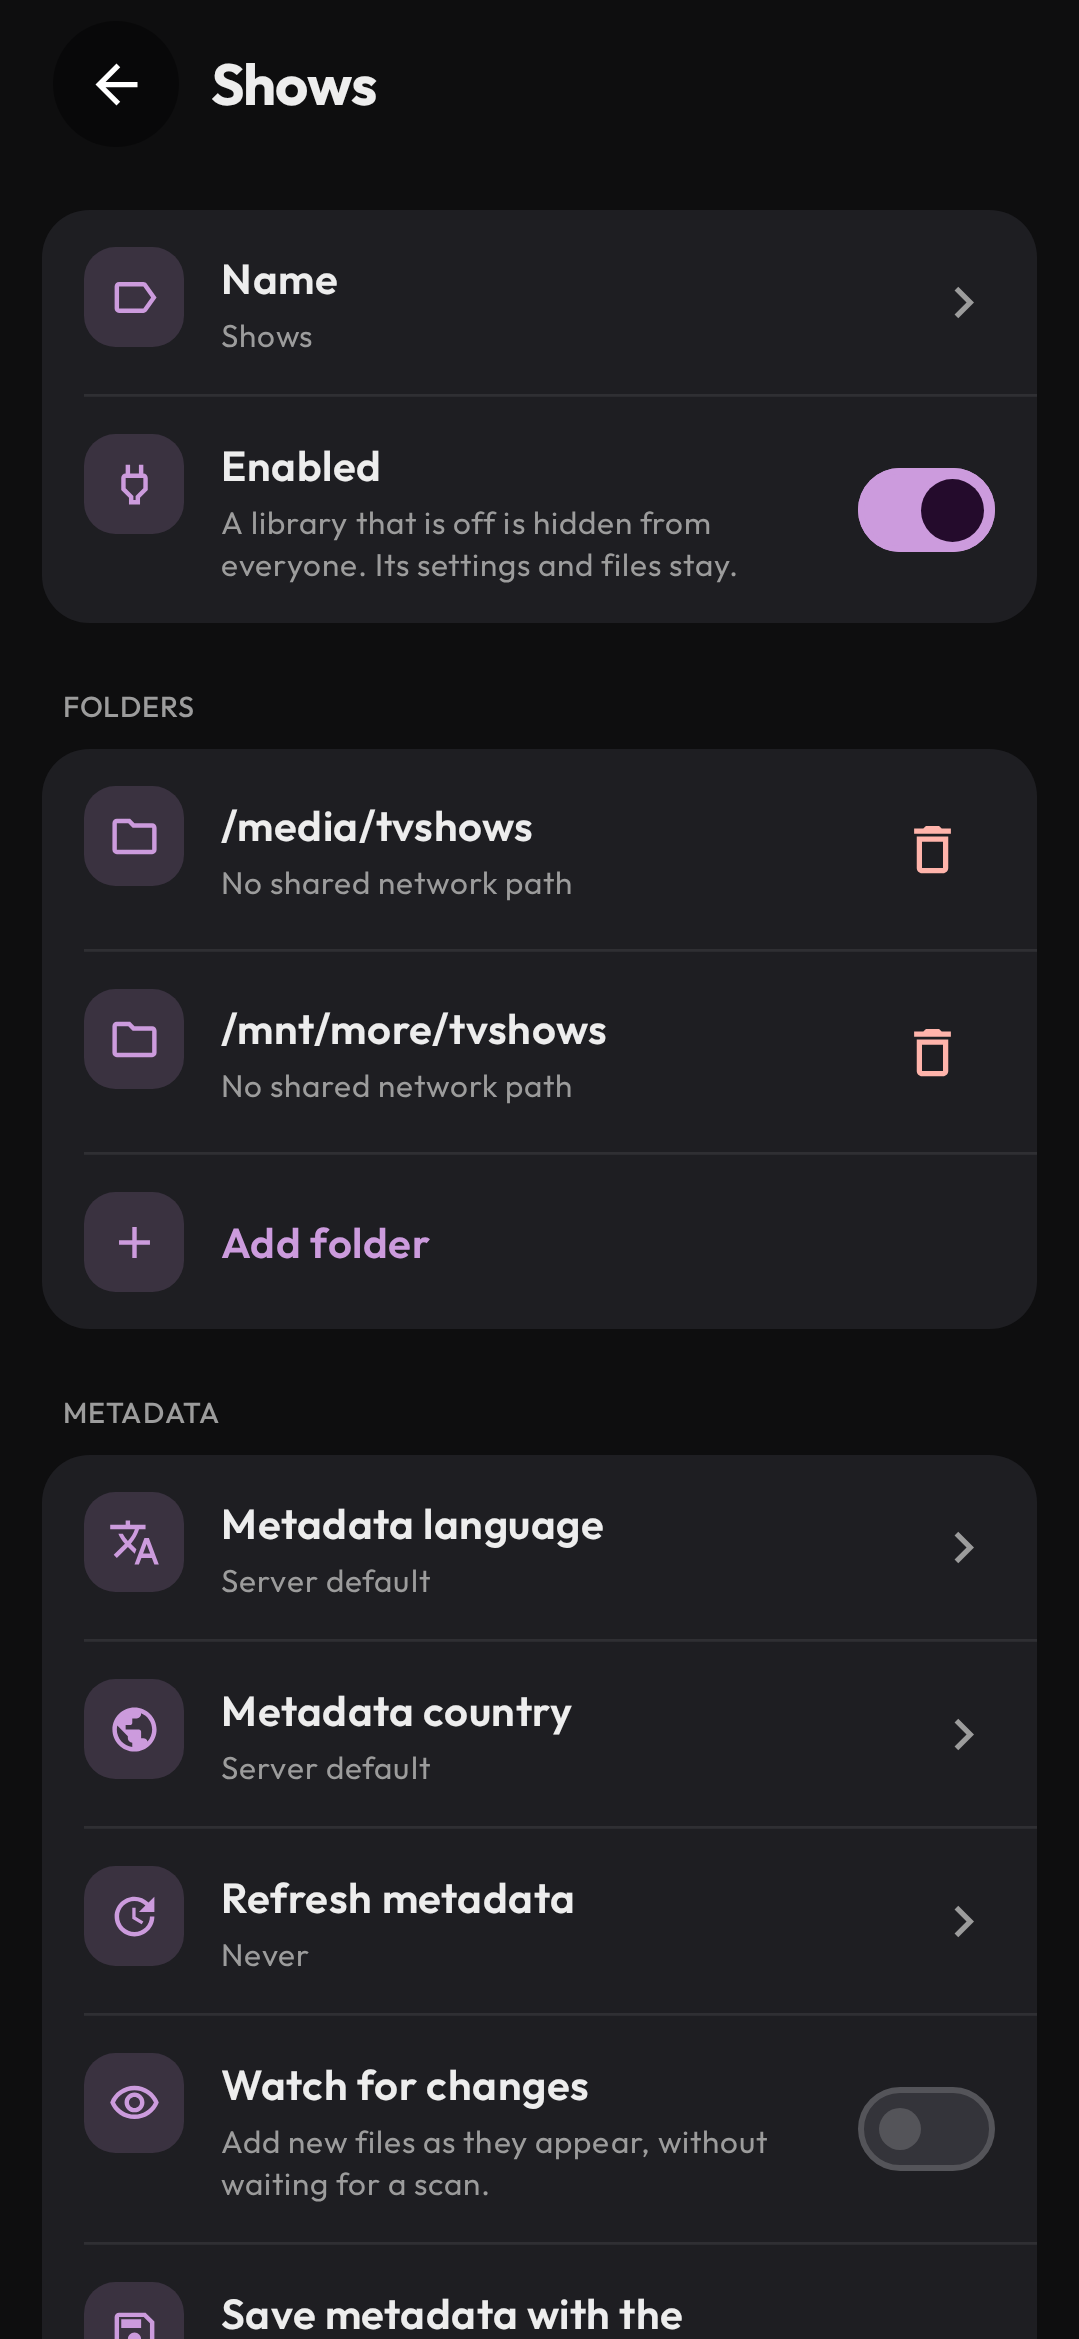 Shows
Name
Shows
Enabled
A library that is off is hidden from
everyone. Its settings and files stay.
FOLDERS
/media/tvshows
No shared network path
/mnt/more/tvshows
No shared network path
Add folder
METADATA
Metadata language
Server default
Metadata country
Server default
Refresh metadata
Never
Watch for changes
Add new files as they appear, without
waiting for a scan.
Save metadata with the